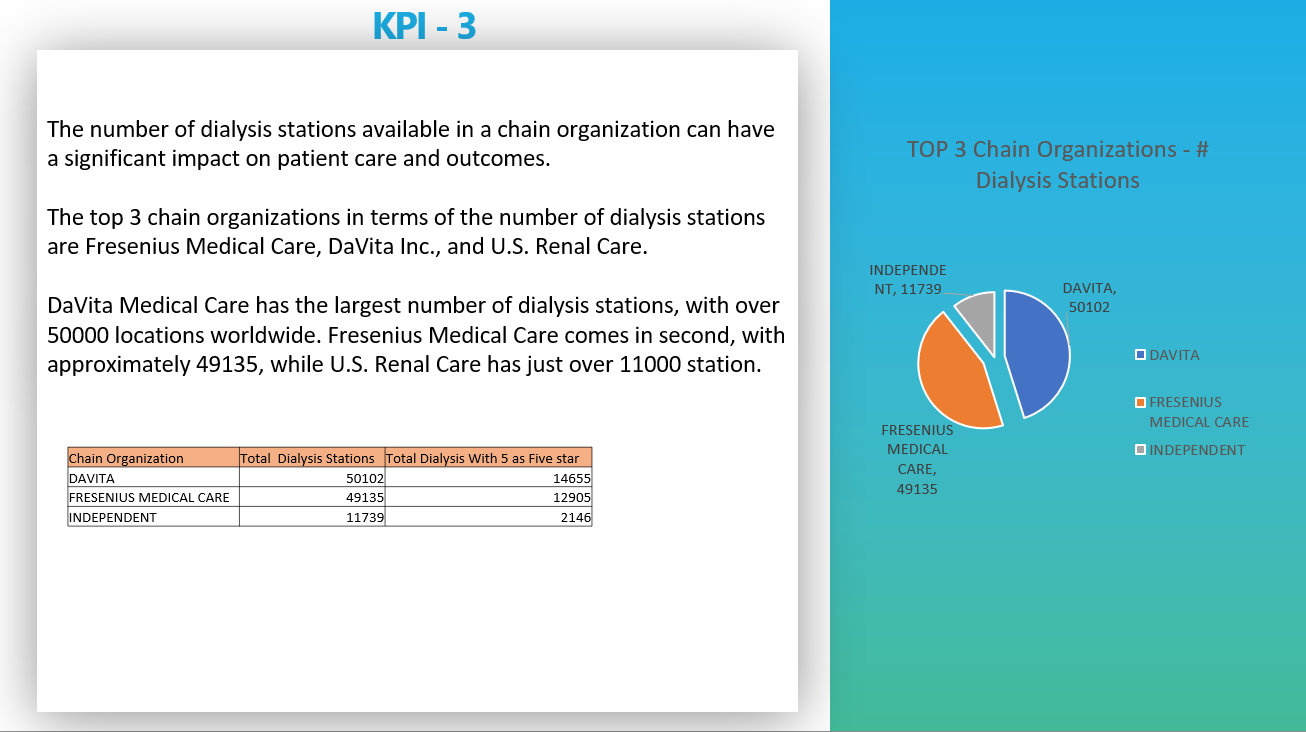 KPI - 3
The number of dialysis stations available in a chain organization can have
a significant impact on patient care and outcomes.
The top 3 chain organizations in terms of the number of dialysis stations
are Fresenius Medical Care, DaVita Inc., and U.S. Renal Care.
DaVita Medical Care has the largest number of dialysis stations, with over
50000 locations worldwide. Fresenius Medical Care comes in second, with
approximately 49135, while U.S. Renal Care has just over 11000 station.
Chain Organization Total Dialysis Stations Total Dialysis With 5 as Five star
DAVITA 50102 14655
FRESENIUS MEDICAL CARE 49135 12905
INDEPENDENT 11739 2146
TOP 3 Chain Organizations - #
Dialysis Stations
INDEPENDE
NT, 11739
DAVITA,
50102
FRESENIUS
MEDICAL
CARE,
49135
DAVITA
FRESENIUS
MEDICAL CARE
INDEPENDENT